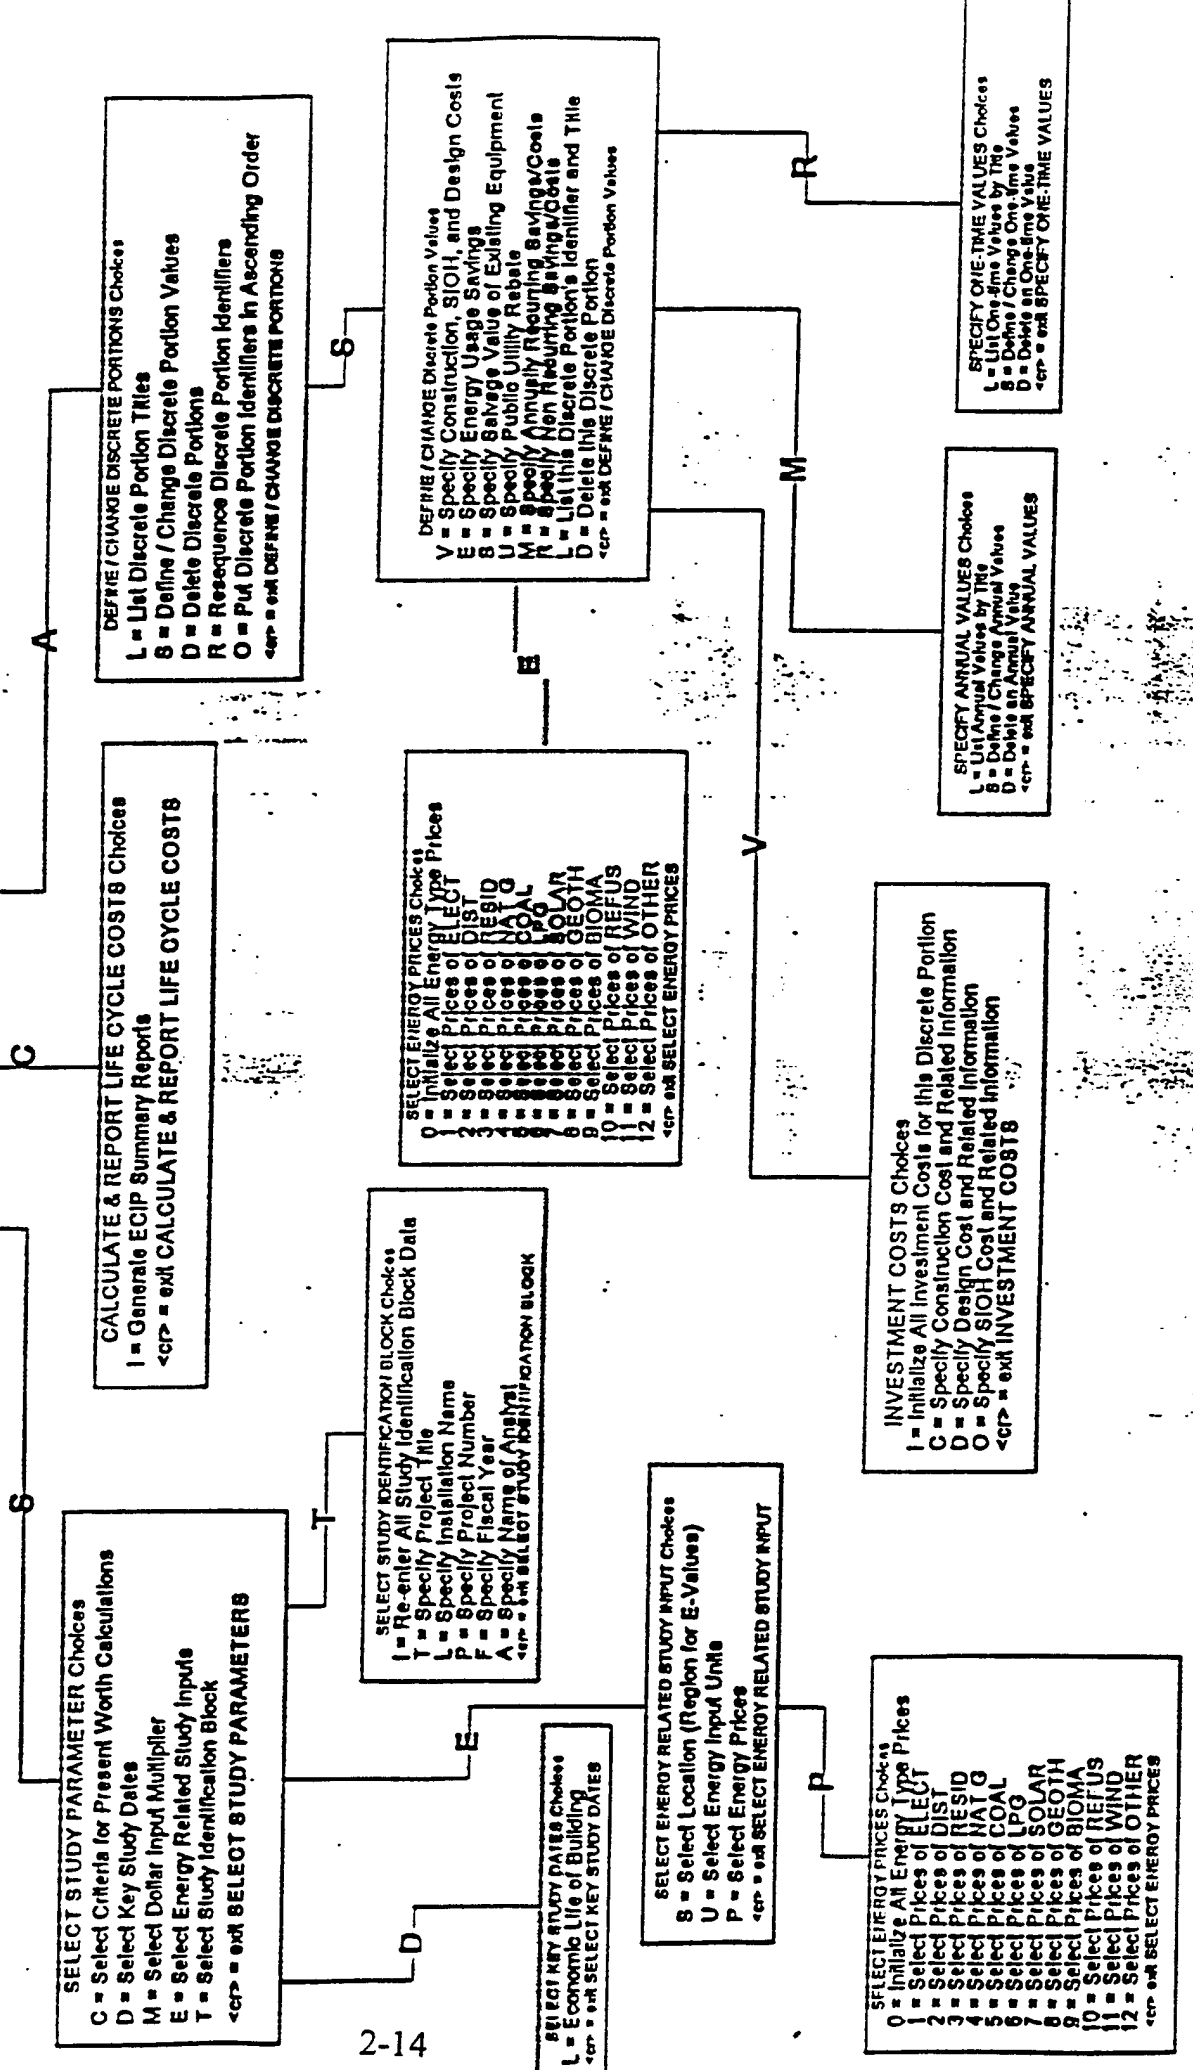 S
C
A
SELECT STUDY PARAMETER Choices
C = Select Criteria for Present Worth Calculations
D = Select Key Study Dates
M = Select Dollar Input Multiplier
E = Select Energy Related Study Inputs
T = Select Study Identification Block
<cr> = exit SELECT STUDY PARAMETERS
CALCULATE & REPORT LIFE CYCLE COSTS Choices
I = Generate ECIP Summary Reports
<cr> = exit CALCULATE & REPORT LIFE CYCLE COSTS
DEFINE / CHANGE DISCRETE PORTIONS Choices
L = List Discrete Portion Titles
S = Define / Change Discrete Portion Values
D = Delete Discrete Portions
R = Resequence Discrete Portion Identifiers
O = Put Discrete Portion Identifiers in Ascending Order
<cr> = exit DEFINE / CHANGE DISCRETE PORTIONS
D
E
T
S
SELECT KEY STUDY DATES Choices
L = Economic Life of Building
<cr> = exit SELECT KEY STUDY DATES
SELECT STUDY IDENTIFICATION BLOCK Choices
I = Re-enter All Study Identification Block Data
T = Specify Project Title
L = Specify Installation Name
P = Specify Project Number
F = Specify Fiscal Year
A = Specify Name of Analyst
<cr> = exit SELECT STUDY IDENTIFICATION BLOCK
SELECT ENERGY PRICES Choices
0 = Initialize All Energy Type Prices
1 = Select Prices of ELECT
2 = Select Prices of DIST
3 = Select Prices of RESID
4 = Select Prices of NAT G
5 = Select Prices of COAL
6 = Select Prices of LPG
7 = Select Prices of SOLAR
8 = Select Prices of GEOTH
9 = Select Prices of BIOMA
10 = Select Prices of REFUS
11 = Select Prices of WIND
12 = Select Prices of OTHER
<cr> = exit SELECT ENERGY PRICES
E
DEFINE / CHANGE Discrete Portion Values
V = Specify Construction, SIOH, and Design Costs
E = Specify Energy Usage Savings
S = Specify Salvage Value of Existing Equipment
U = Specify Public Utility Rebate
M = Specify Annually Recurring Savings/Costs
R = Specify Non Recurring Savings/Costs
L = List this Discrete Portion's Identifier and Title
D = Delete this Discrete Portion
<cr> = exit DEFINE / CHANGE Discrete Portion Values
SELECT ENERGY RELATED STUDY INPUT Choices
S = Select Location (Region for E-Values)
U = Select Energy Input Units
P = Select Energy Prices
<cr> = exit SELECT ENERGY RELATED STUDY INPUT
P
V
M
R
SELECT ENERGY PRICES Choices
0 = Initialize All Energy Type Prices
1 = Select Prices of ELECT
2 = Select Prices of DIST
3 = Select Prices of RESID
4 = Select Prices of NAT G
5 = Select Prices of COAL
6 = Select Prices of LPG
7 = Select Prices of SOLAR
8 = Select Prices of GEOTH
9 = Select Prices of BIOMA
10 = Select Prices of REFUS
11 = Select Prices of WIND
12 = Select Prices of OTHER
<cr> = exit SELECT ENERGY PRICES
INVESTMENT COSTS Choices
I = Initialize All Investment Costs for this Discrete Portion
C = Specify Construction Cost and Related Information
D = Specify Design Cost and Related Information
O = Specify SIOH Cost and Related Information
<cr> = exit INVESTMENT COSTS
SPECIFY ANNUAL VALUES Choices
L = List Annual Values by Title
S = Define / Change Annual Values
D = Delete an Annual Value
<cr> = exit SPECIFY ANNUAL VALUES
SPECIFY ONE-TIME VALUES Choices
L = List One-time Values by Title
S = Define / Change One-time Values
D = Delete an One-time Value
<cr> = exit SPECIFY ONE-TIME VALUES
2-14